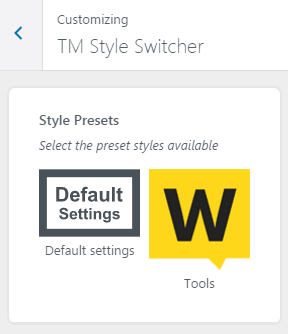 Customizing
TM Style Switcher
Style Presets
Select the preset styles available
Default
Settings
W
Default settings
Tools